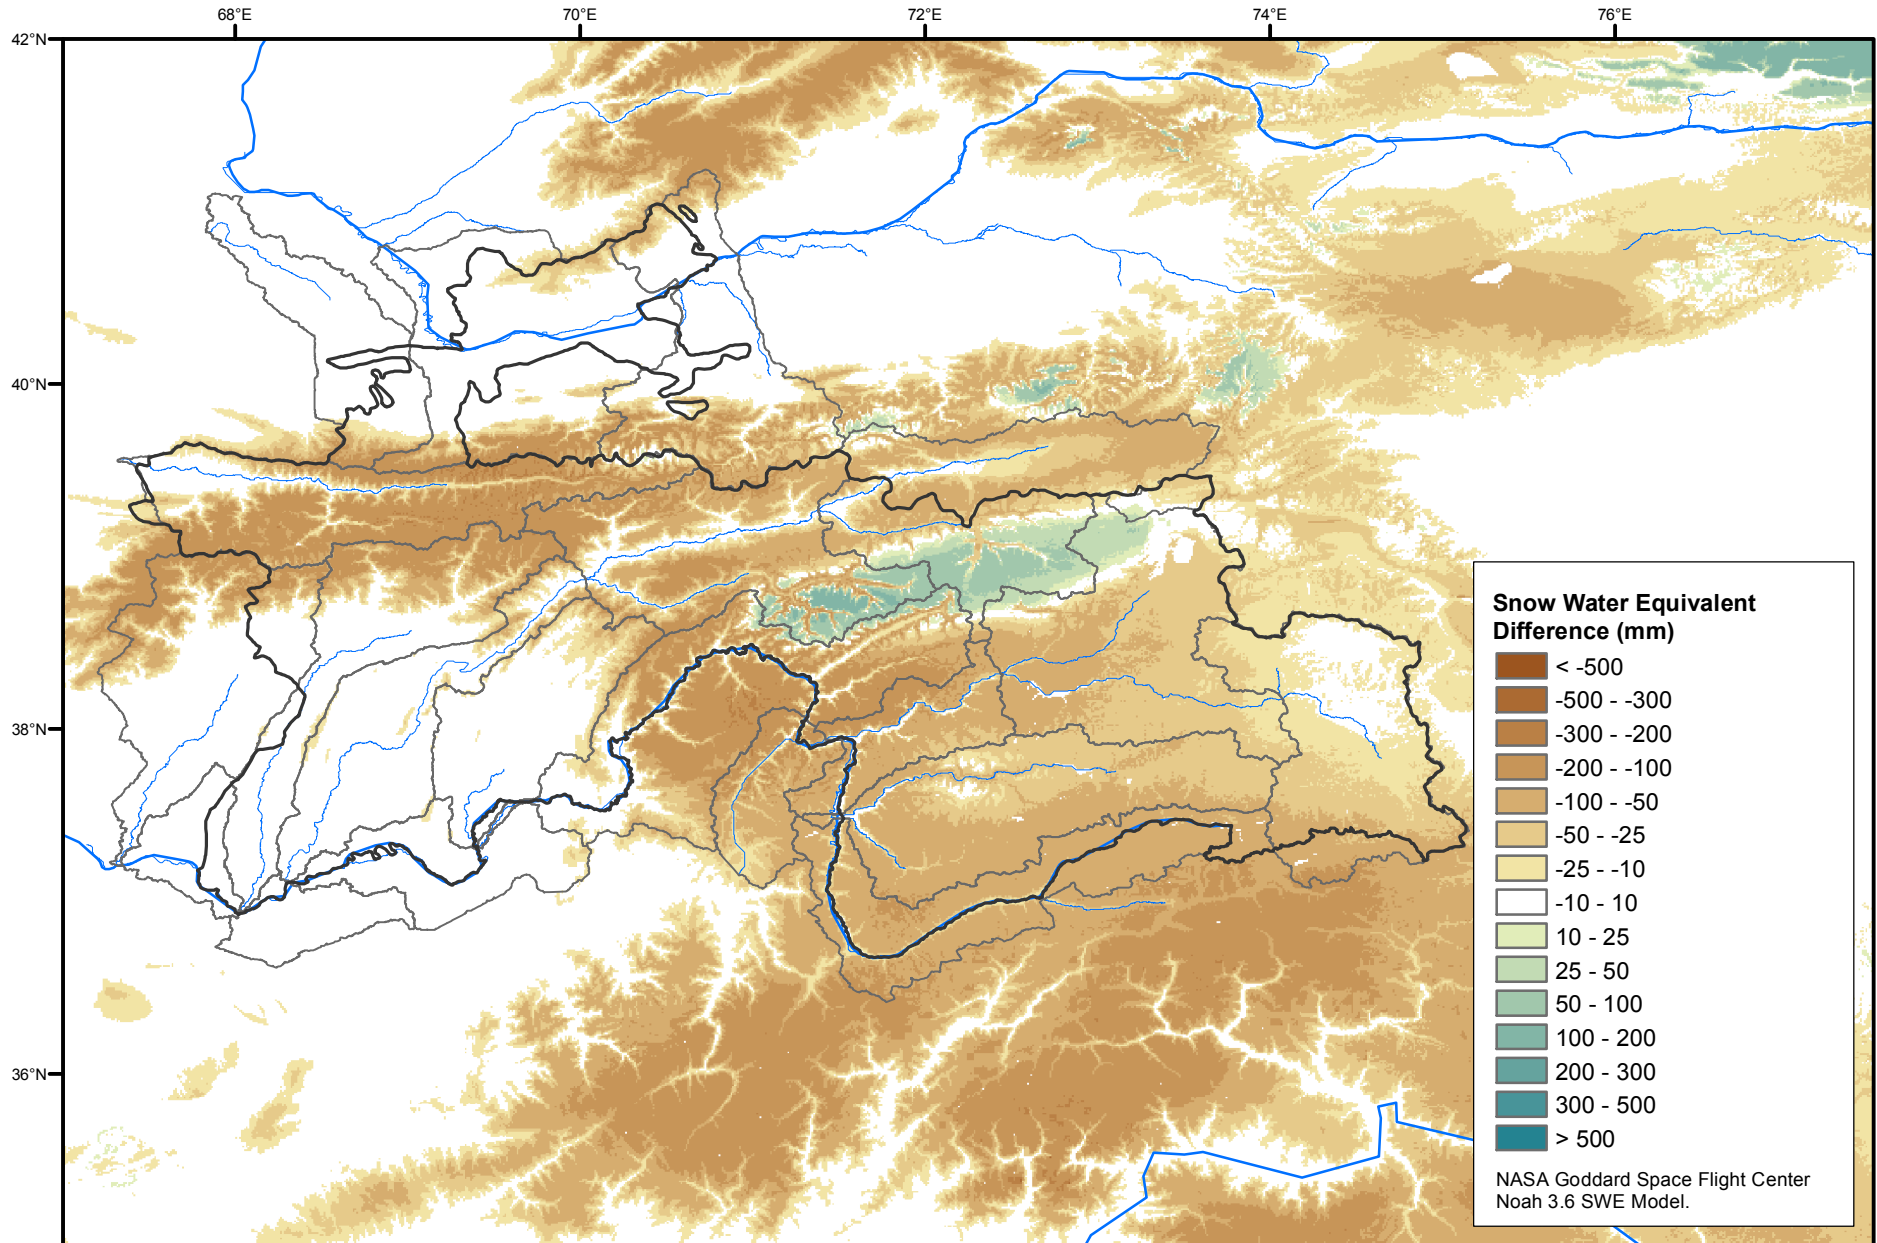 68°E 70°E 72°E 74°E 76°E
42°N
40°N
38°N
36°N
Snow Water Equivalent
Difference (mm)
< -500
-500 - -300
-300 - -200
-200 - -100
-100 - -50
-50 - -25
-25 - -10
-10 - 10
10 - 25
25 - 50
50 - 100
100 - 200
200 - 300
300 - 500
> 500
NASA Goddard Space Flight Center
Noah 3.6 SWE Model.